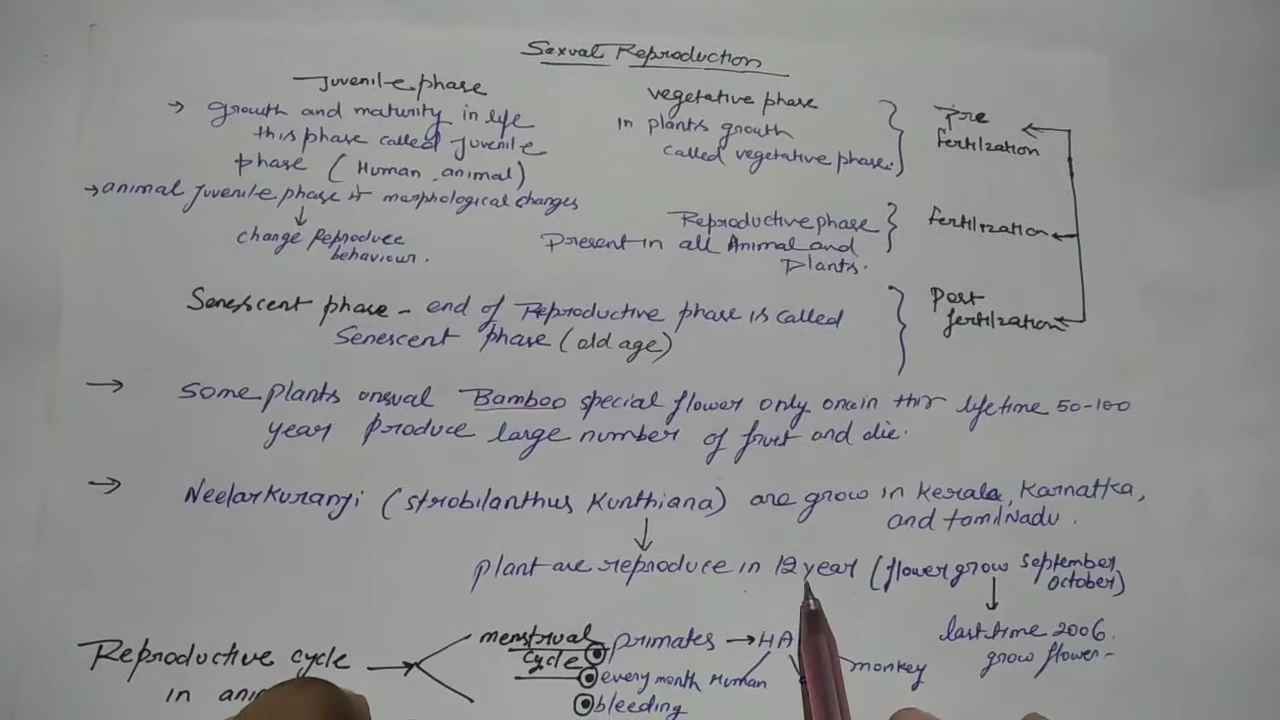 Sexual Reproduction
Juvenile phase
→ growth and maturity in life
this phase called Juvenile
phase (Human, animal)
→ animal juvenile phase it morphological changes
↓
change Reproduce
behaviour.
vegetative phase
in plants growth
called vegetative phase.
Pre
fertilization
Reproductive phase
Present in all Animal and
Plants.
fertilization
Senescent phase - end of Reproductive phase is called
Senescent phase (old age)
Post
fertilization
→ Some plants unsual Bamboo special flower only once in thir lifetime 50-100
year produce large number of fruit and die.
→ Neelarkuranji (strobilanthus Kunthiana) are grow in kerala, Karnatka,
and tamilNadu.
↓
plant are reproduce in 12 year (flower grow September
October)
↓
last time 2006
grow flower-
Reproductive cycle →
in
menstrual
cycle
primates → HA
every month Human
monkey
bleeding